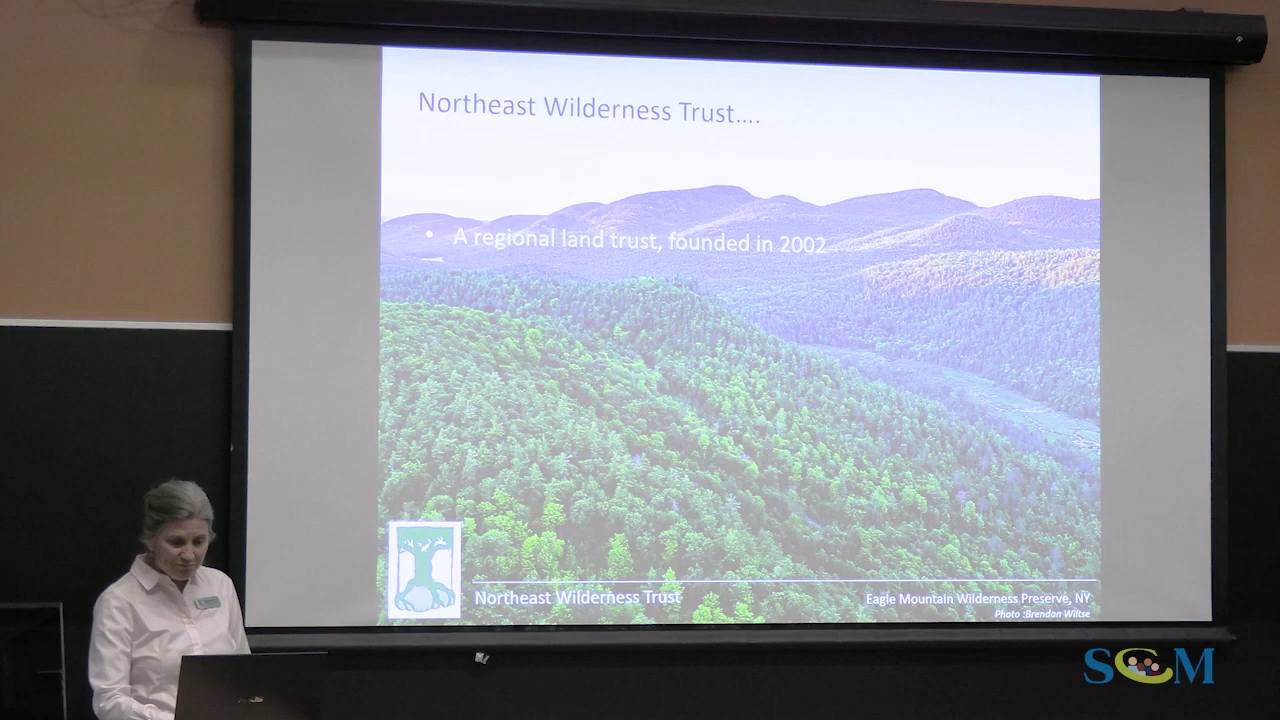 Northeast Wilderness Trust....
• A regional land trust, founded in 2002
Northeast Wilderness Trust
Eagle Mountain Wilderness Preserve, NY
Photo :Brendan Wiltse
SCM